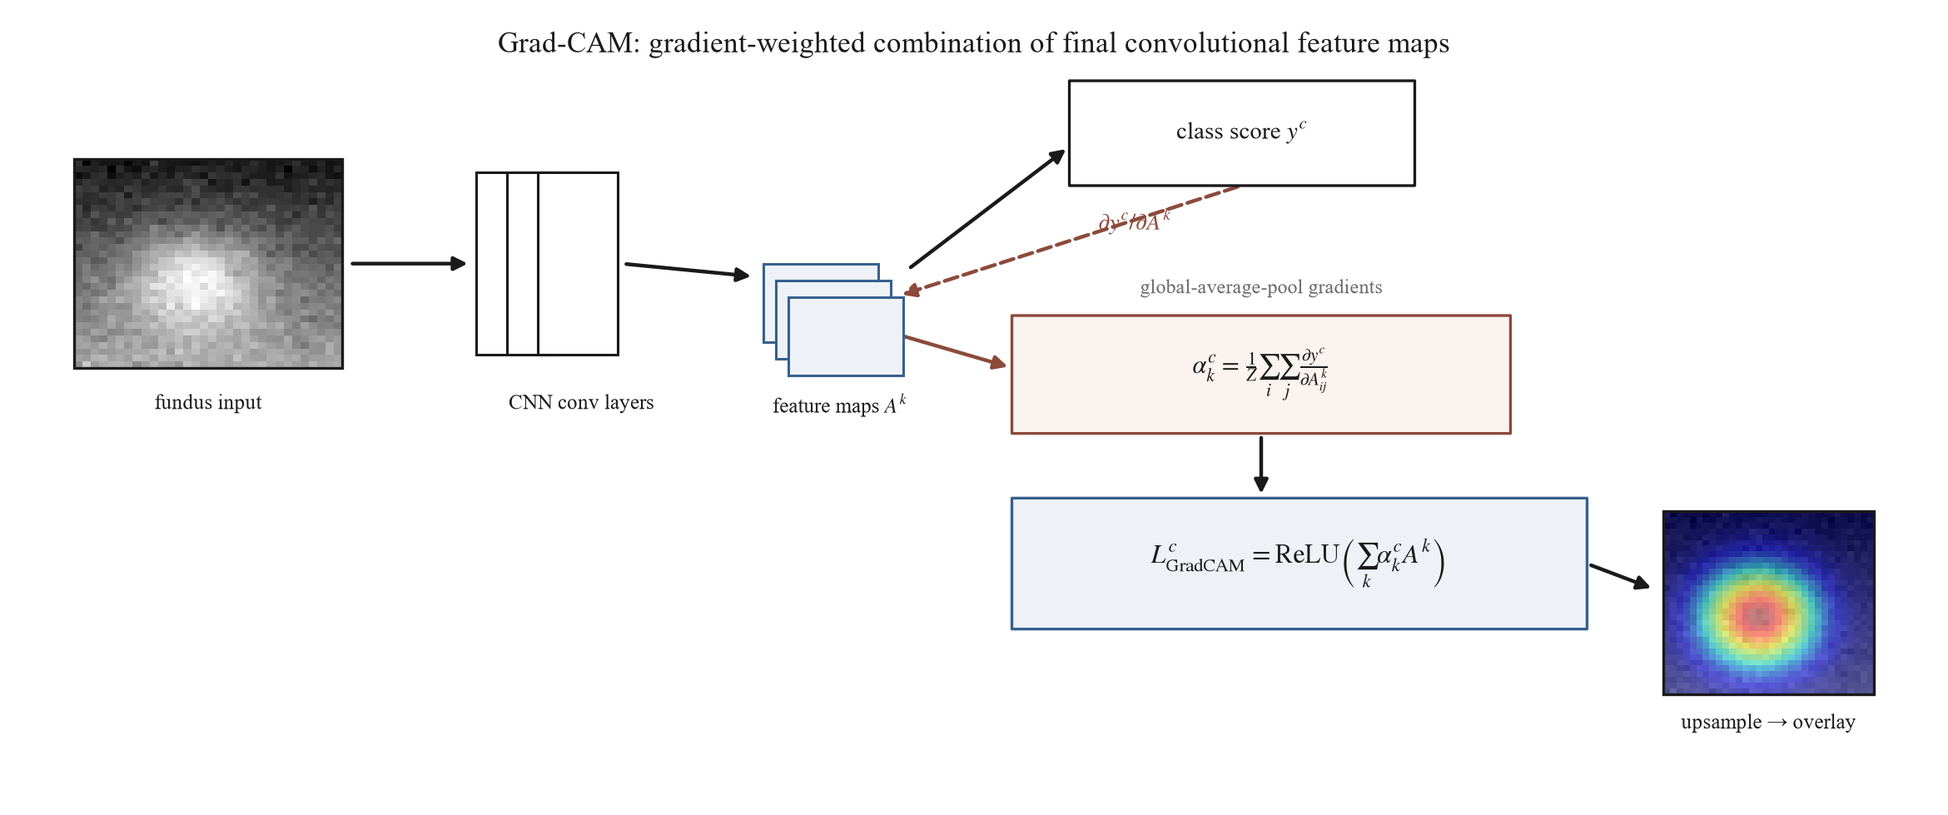 Grad-CAM: gradient-weighted combination of final convolutional feature maps
class score y^c
∂y^c/∂A^k
global-average-pool gradients
α_k^c = 1/Z ∑_i ∑_j ∂y^c/∂A_ij^k
fundus input
CNN conv layers
feature maps A^k
L_GradCAM^c = ReLU(∑_k α_k^c A^k)
upsample → overlay